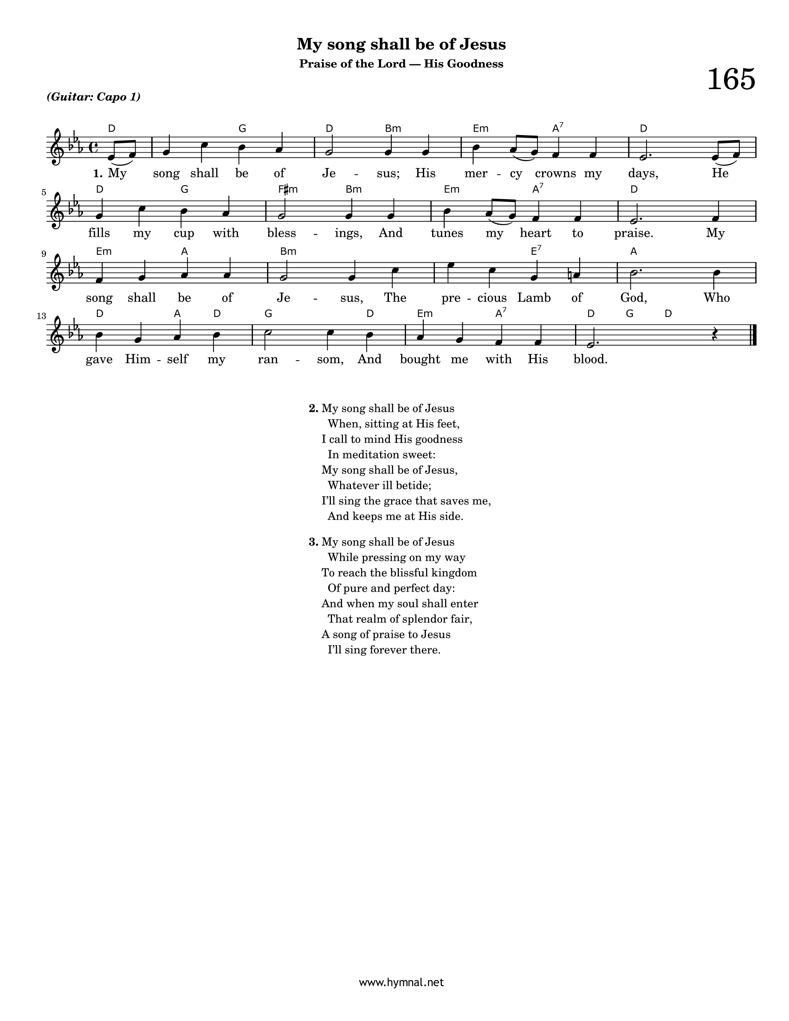 My song shall be of Jesus
Praise of the Lord — His Goodness
165
(Guitar: Capo 1)
D G D Bm Em A7 D
1. My song shall be of Je - sus; His mer - cy crowns my days, He
5
D G F#m Bm Em A7 D
fills my cup with bless - ings, And tunes my heart to praise. My
9
Em A Bm E7 A
song shall be of Je - sus, The pre - cious Lamb of God, Who
13
D A D G D Em A7 D G D
gave Him - self my ran - som, And bought me with His blood.
2. My song shall be of Jesus
When, sitting at His feet,
I call to mind His goodness
In meditation sweet:
My song shall be of Jesus,
Whatever ill betide;
I'll sing the grace that saves me,
And keeps me at His side.
3. My song shall be of Jesus
While pressing on my way
To reach the blissful kingdom
Of pure and perfect day:
And when my soul shall enter
That realm of splendor fair,
A song of praise to Jesus
I'll sing forever there.
www.hymnal.net